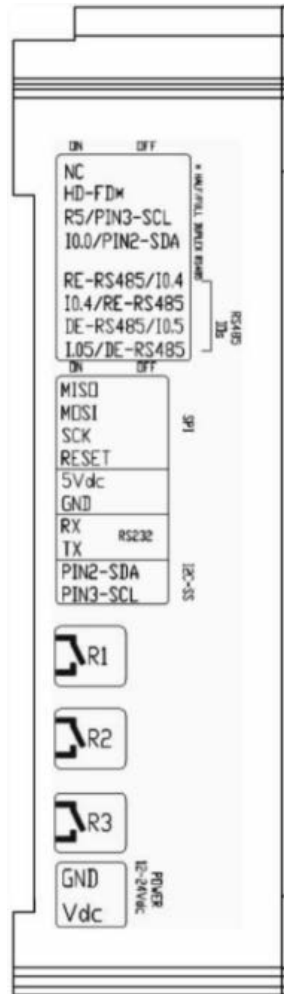 ON OFF
NC
HD-FD*
R5/PIN3-SCL
I0.0/PIN2-SDA
* HALF/FULL DUPLEX RS485
RE-RS485/I0.4
I0.4/RE-RS485
DE-RS485/I0.5
I.05/DE-RS485
RS485
ON OFF
MISO
MOSI
SCK
RESET
SPI
5Vdc
GND
RX
TX
RS232
PIN2-SDA
PIN3-SCL
I2C-SS
R1
R2
R3
GND
Vdc
POWER
12-24Vdc